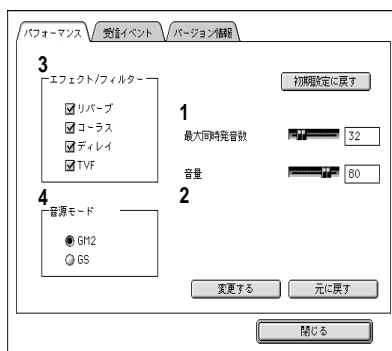 パフォーマンス
受信イベント
バージョン情報
3
エフェクト/フィルター
リバーブ
コーラス
ディレイ
TVF
初期設定に戻す
1
最大同時発音数
32
音量
80
2
4
音源モード
GM2
GS
変更する
元に戻す
閉じる